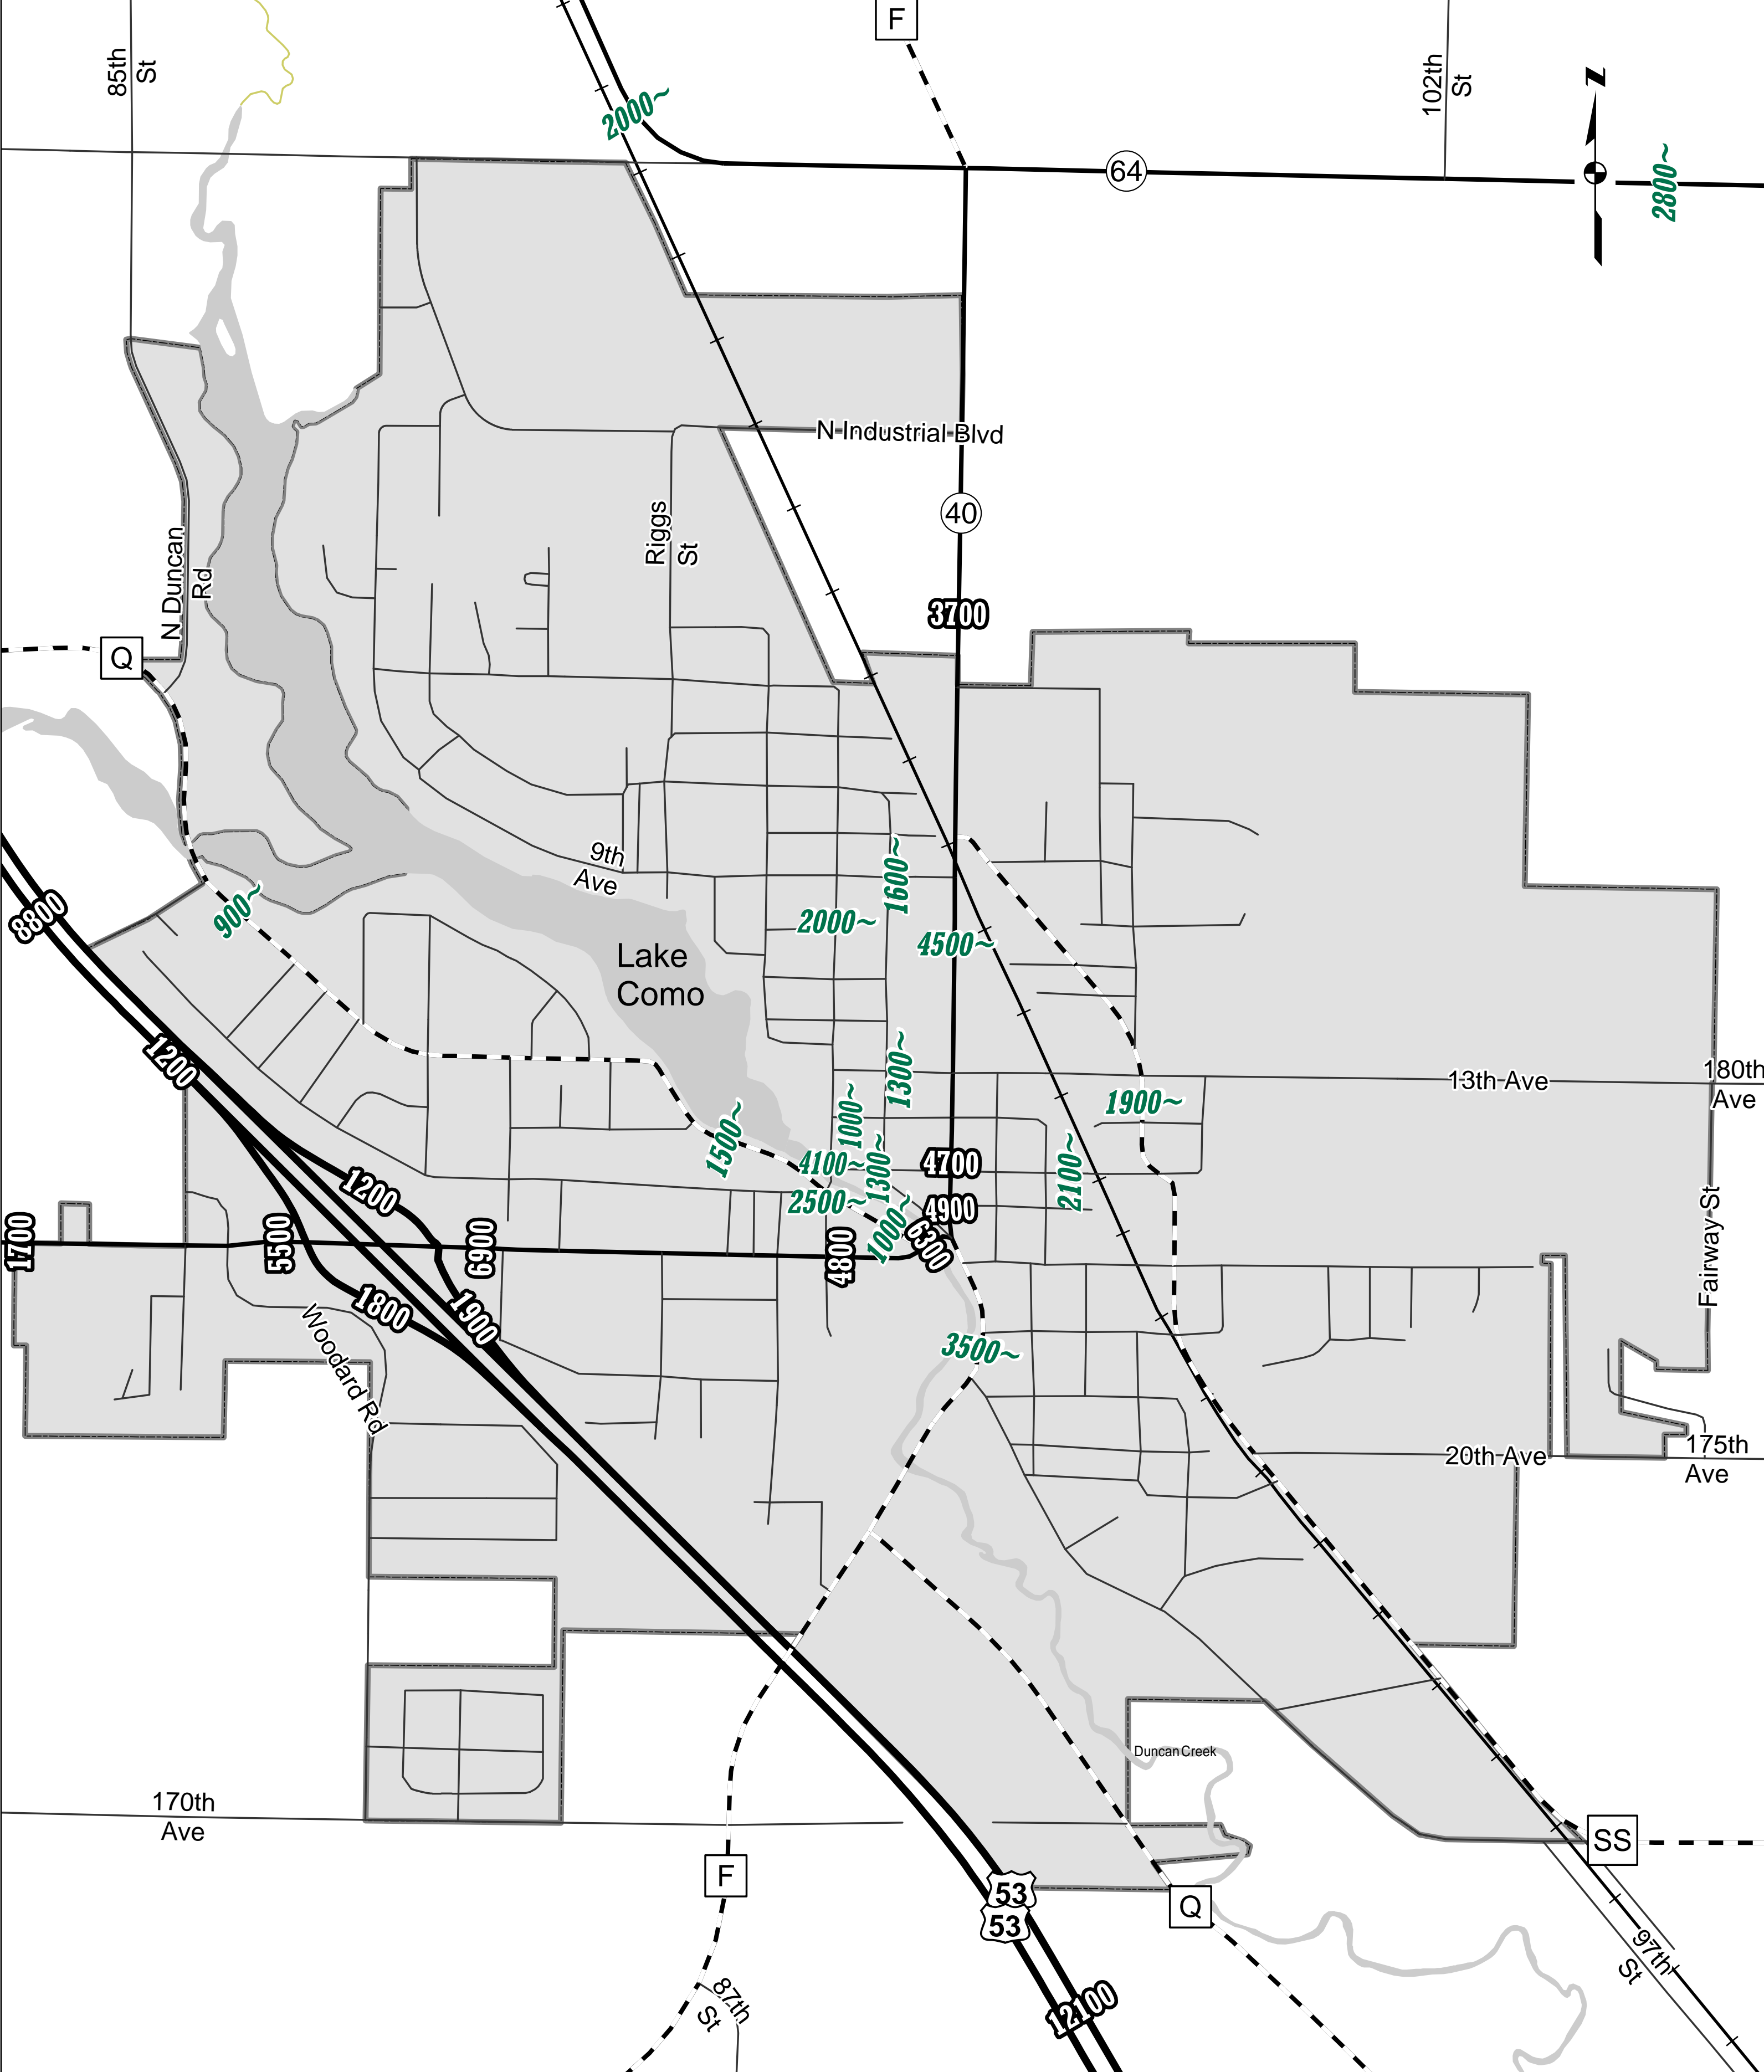 F
85th
St
102th
St
N
2000~
64
2800~
N Industrial Blvd
40
Riggs
St
N Duncan
Rd
3700
Q
9th
Ave
1600~
8800
900~
2000~
4500~
Lake
Como
1200
1300~
13th Ave
180th
Ave
1000~
1900~
1500~
4100~
1300~
4700
2100~
1200
2500~
4900
1700
5500
6900
4800
1000~
6300
Fairway St
1800
1900
Woodard Rd
3500~
20th Ave
175th
Ave
Duncan Creek
170th
Ave
SS
F
53
53
Q
97th
St
87th
St
12100